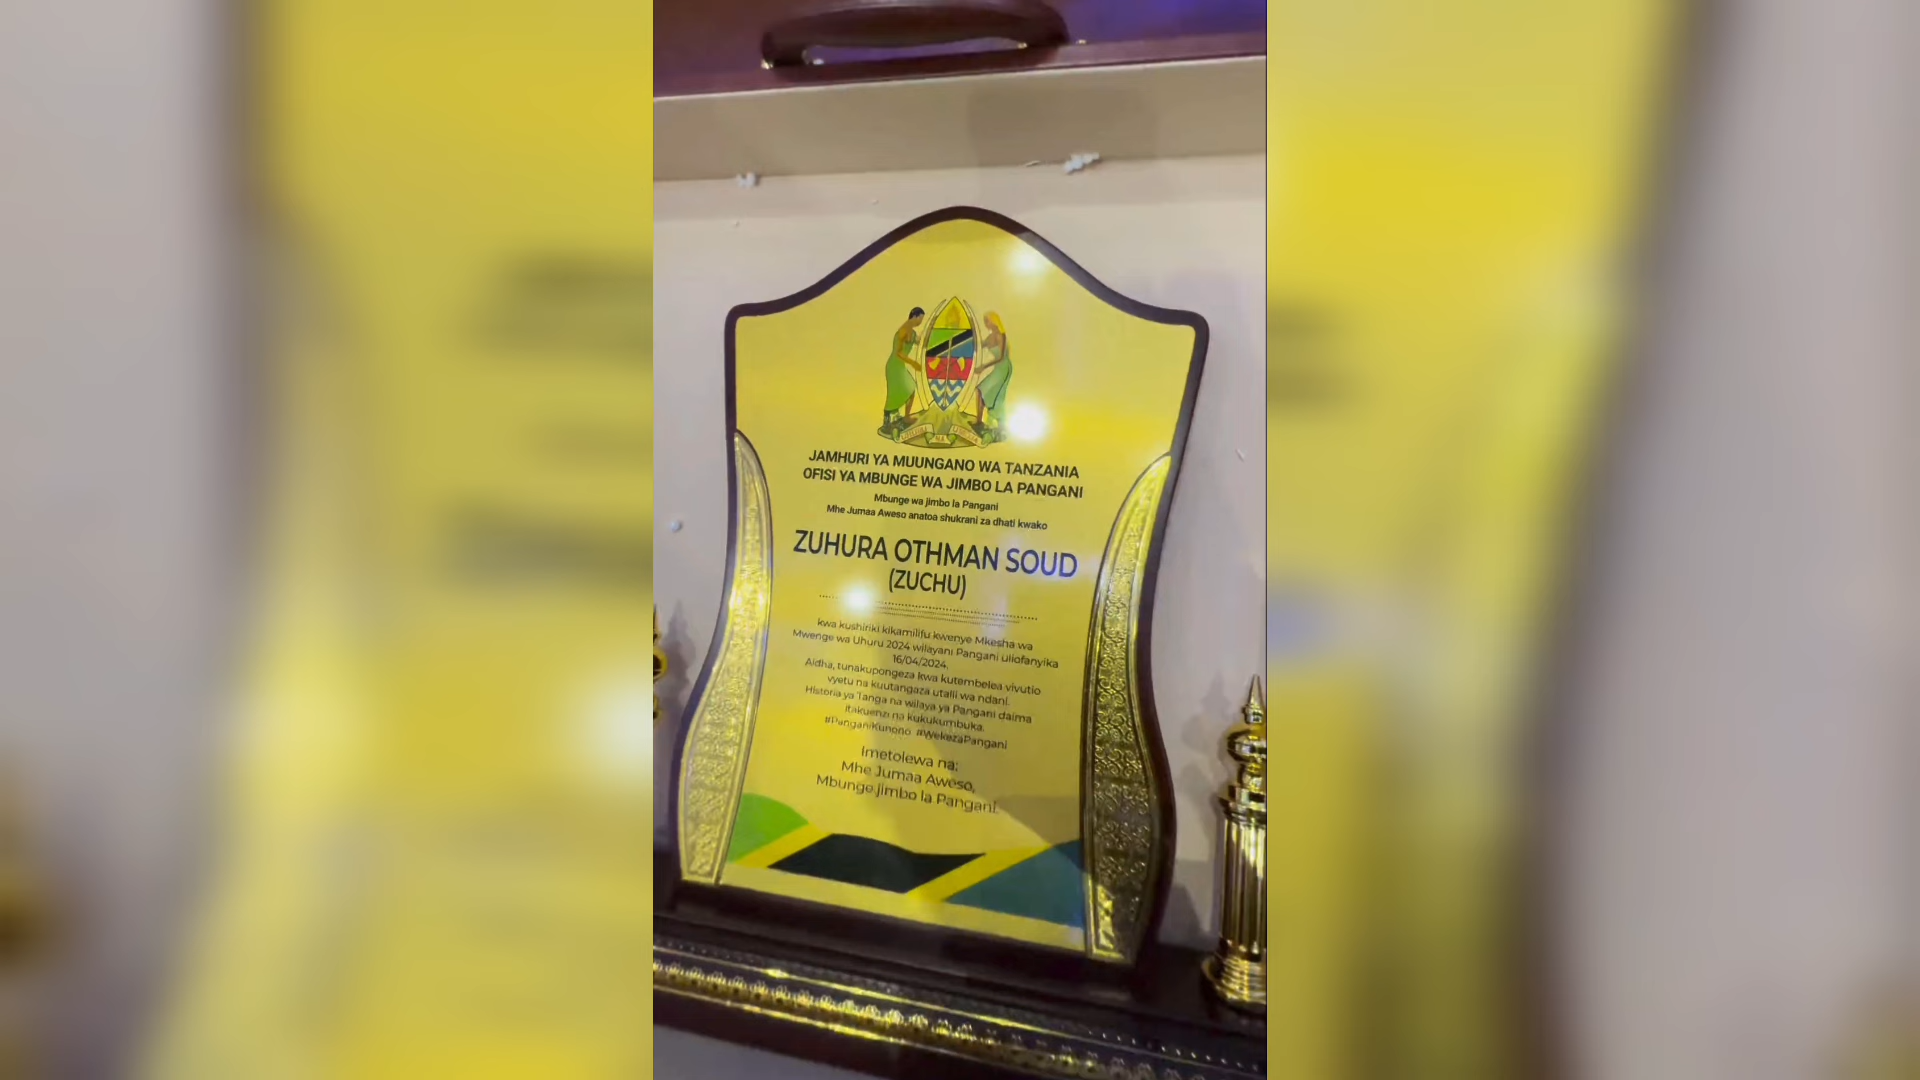 UHURU NA UMOJA
JAMHURI YA MUUNGANO WA TANZANIA
OFISI YA MBUNGE WA JIMBO LA PANGANI
Mbunge wa jimbo la Pangani
Mhe Jumaa Aweso anatoa shukrani za dhati kwako
ZUHURA OTHMAN SOUD
(ZUCHU)
kwa kushiriki kikamilifu kwenye Mkesha wa
Mwenge wa Uhuru 2024 wilayani Pangani uliofanyika
16/04/2024.
Aidha, tunakupongeza kwa kutembelea vivutio
vyetu na kuutangaza utalii wa ndani.
Historia ya Tanga na wilaya ya Pangani daima
itakuenzi na kukukumbuka.
#PanganiKunono #WekezaPangani
Imetolewa na:
Mhe Jumaa Aweso,
Mbunge jimbo la Pangani.